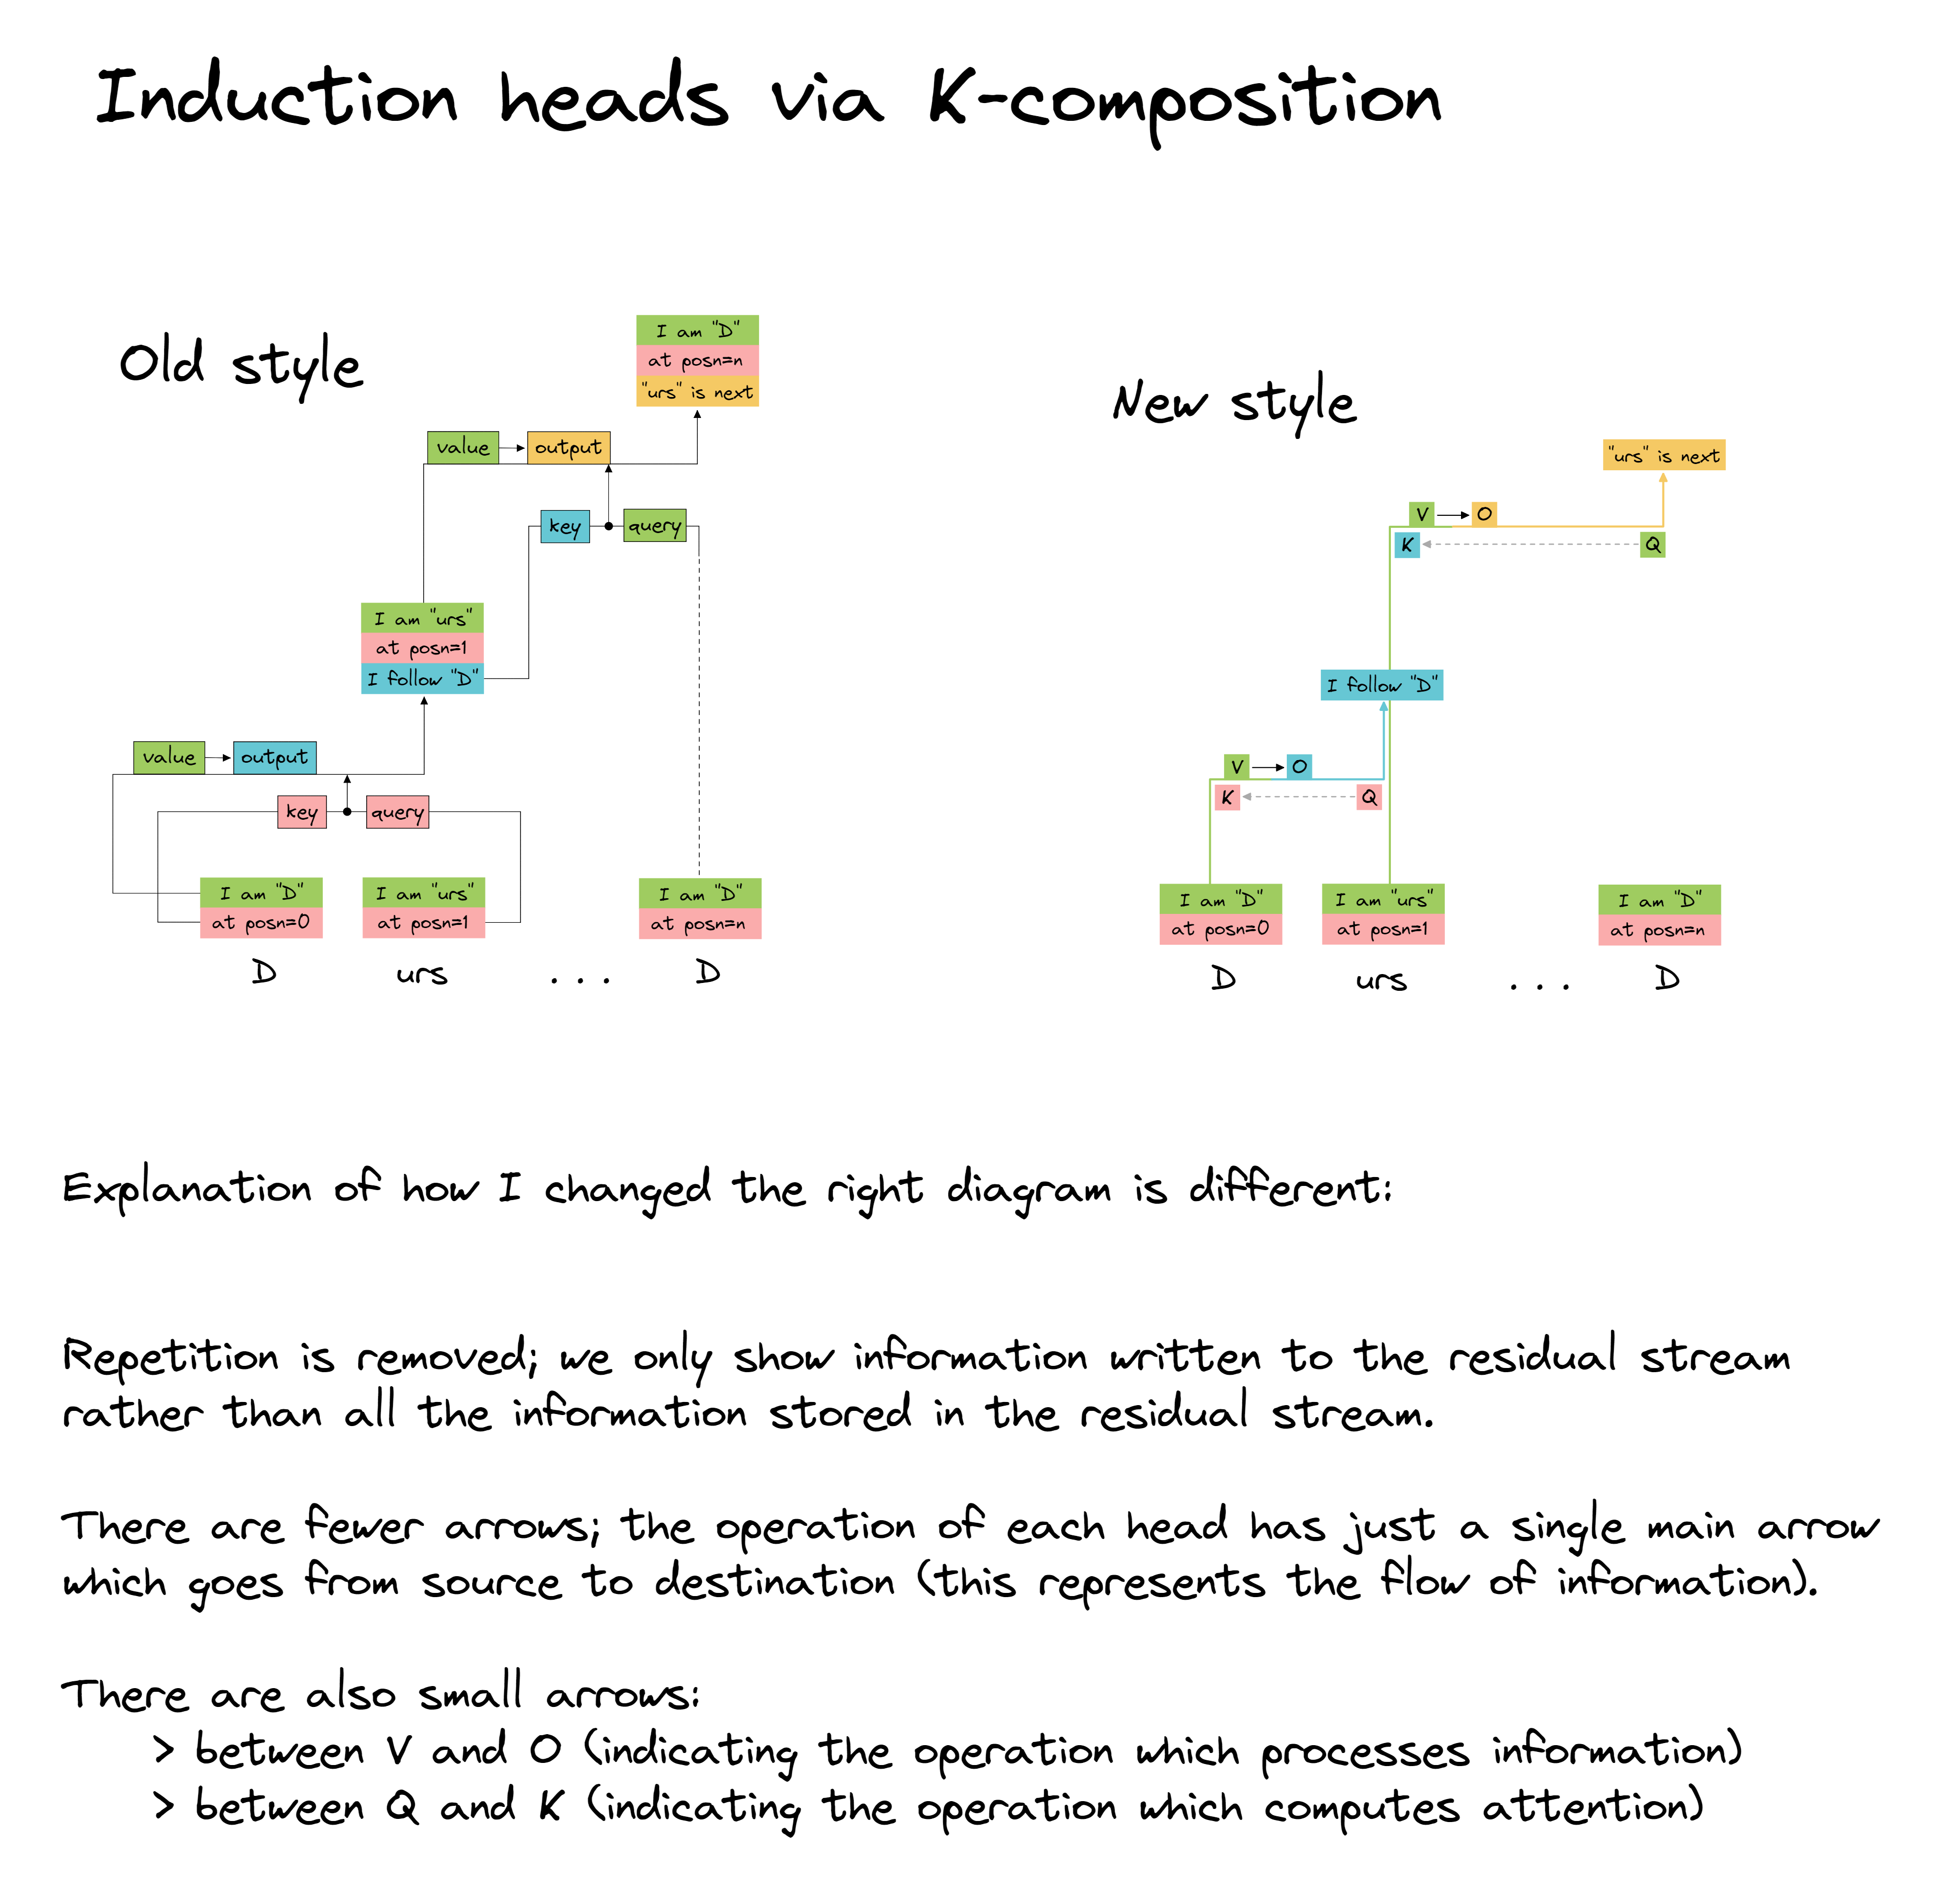 Induction heads via K-composition
Old style
I am "D"
at posn=n
"urs" is next
value
output
key
query
I am "urs"
at posn=1
I follow "D"
value
output
key
query
I am "D"
at posn=0
I am "urs"
at posn=1
I am "D"
at posn=n
D
urs
...
D
New style
"urs" is next
V
O
K
Q
I follow "D"
V
O
K
Q
I am "D"
at posn=0
I am "urs"
at posn=1
I am "D"
at posn=n
D
urs
...
D
Explanation of how I changed the right diagram is different:
Repetition is removed; we only show information written to the residual stream
rather than all the information stored in the residual stream.
There are fewer arrows; the operation of each head has just a single main arrow
which goes from source to destination (this represents the flow of information).
There are also small arrows:
> between V and O (indicating the operation which processes information)
> between Q and K (indicating the operation which computes attention)